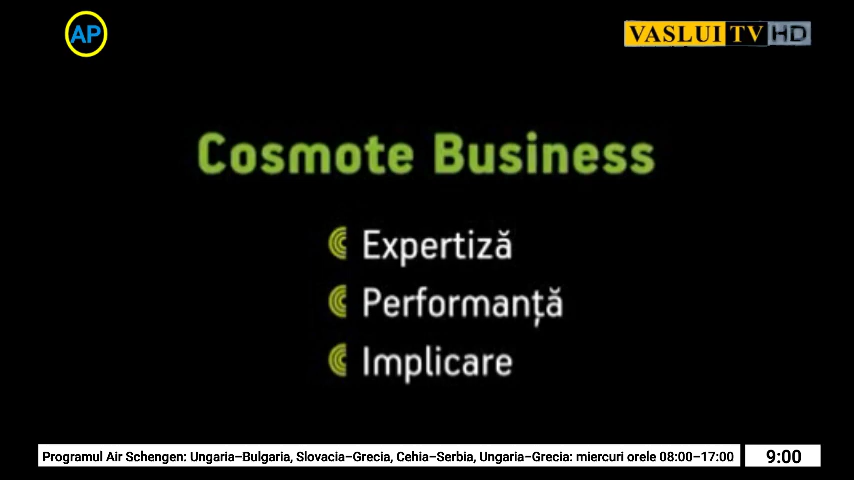 AP
VASLUI TV HD
Cosmote Business
Expertiză
Performanță
Implicare
Programul Air Schengen: Ungaria–Bulgaria, Slovacia–Grecia, Cehia–Serbia, Ungaria–Grecia: miercuri orele 08:00–17:00
9:00